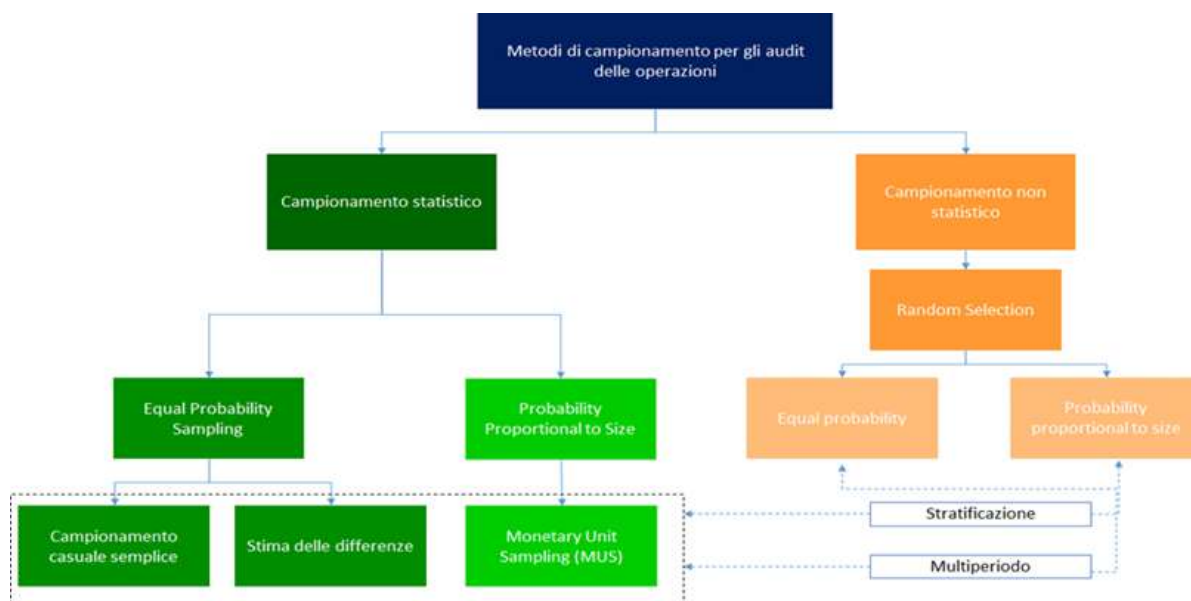 Metodi di campionamento per gli audit
delle operazioni
Campionamento statistico
Campionamento non
statistico
Random Selection
Equal Probability
Sampling
Probability
Proportional to Size
Equal probability
Probability
proportional to size
Campionamento
casuale semplice
Stima delle differenze
Monetary Unit
Sampling (MUS)
Stratificazione
Multiperiodo